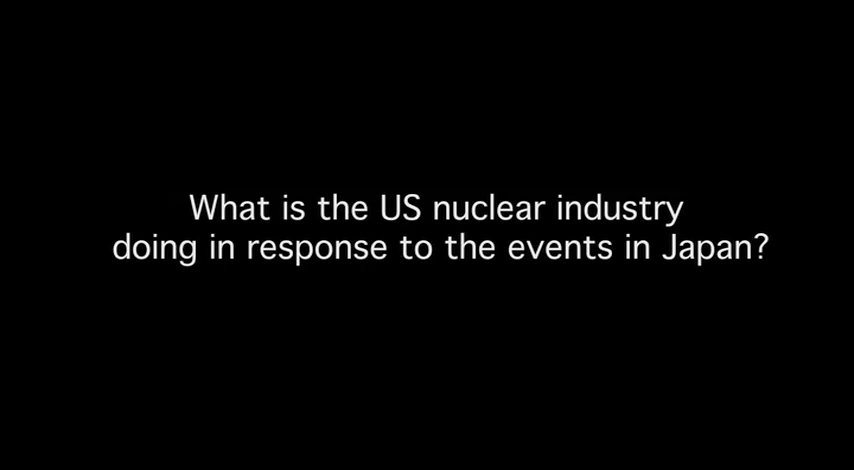 What is the US nuclear industry
doing in response to the events in Japan?